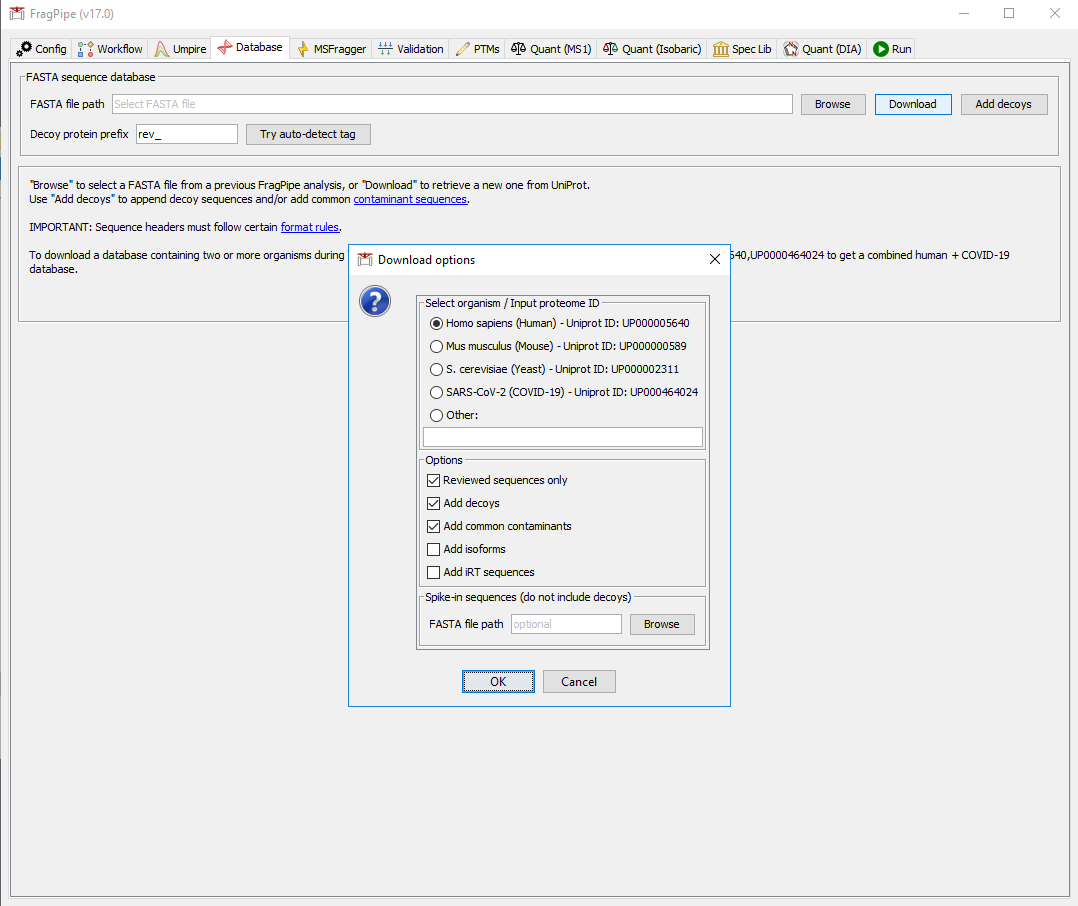 FragPipe (v17.0)
Config Workflow Umpire Database MSFragger Validation PTMs Quant (MS1) Quant (Isobaric) Spec Lib Quant (DIA) Run
FASTA sequence database
FASTA file path Select FASTA file Browse Download Add decoys
Decoy protein prefix rev_ Try auto-detect tag
"Browse" to select a FASTA file from a previous FragPipe analysis, or "Download" to retrieve a new one from UniProt.
Use "Add decoys" to append decoy sequences and/or add common contaminant sequences.
IMPORTANT: Sequence headers must follow certain format rules.
To download a database containing two or more organisms during 640,UP0000464024 to get a combined human + COVID-19
database.
Download options
Select organism / Input proteome ID
Homo sapiens (Human) - Uniprot ID: UP000005640
Mus musculus (Mouse) - Uniprot ID: UP000000589
S. cerevisiae (Yeast) - Uniprot ID: UP000002311
SARS-CoV-2 (COVID-19) - Uniprot ID: UP000464024
Other:
Options
Reviewed sequences only
Add decoys
Add common contaminants
Add isoforms
Add iRT sequences
Spike-in sequences (do not include decoys)
FASTA file path optional Browse
OK Cancel